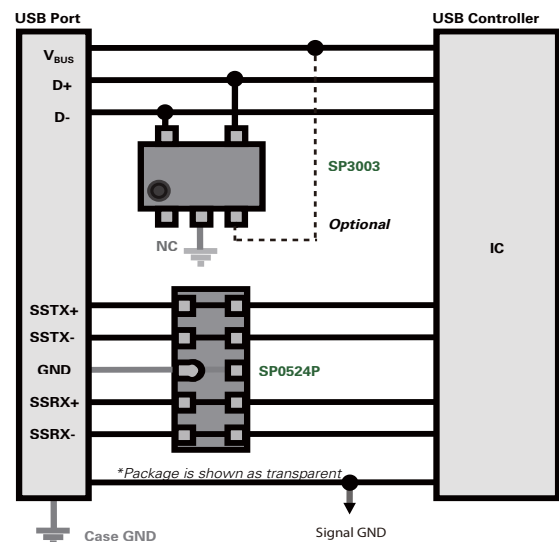 USB Port
USB Controller
VBUS
D+
D-
SP3003
Optional
NC
IC
SSTX+
SSTX-
GND
SP0524P
SSRX+
SSRX-
*Package is shown as transparent
Signal GND
Case GND